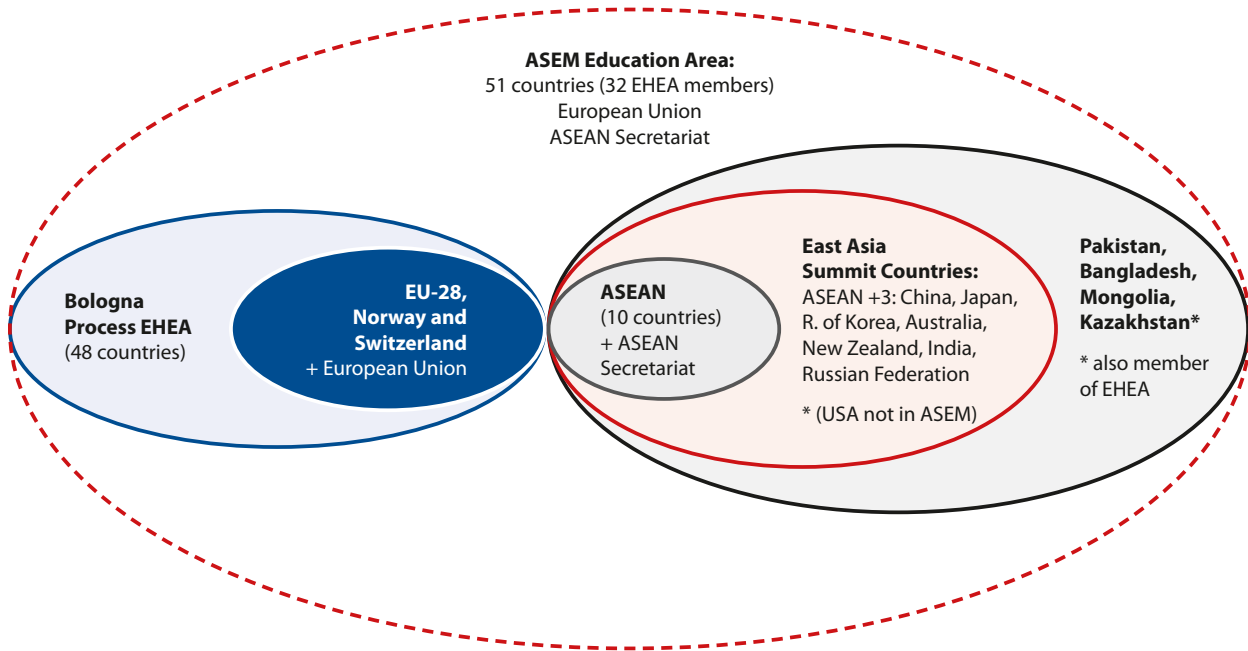 ASEM Education Area:
51 countries (32 EHEA members)
European Union
ASEAN Secretariat
Bologna
Process EHEA
(48 countries)
EU-28,
Norway and
Switzerland
+ European Union
ASEAN
(10 countries)
+ ASEAN
Secretariat
East Asia
Summit Countries:
ASEAN +3: China, Japan,
R. of Korea, Australia,
New Zealand, India,
Russian Federation
* (USA not in ASEM)
Pakistan,
Bangladesh,
Mongolia,
Kazakhstan*
* also member
of EHEA